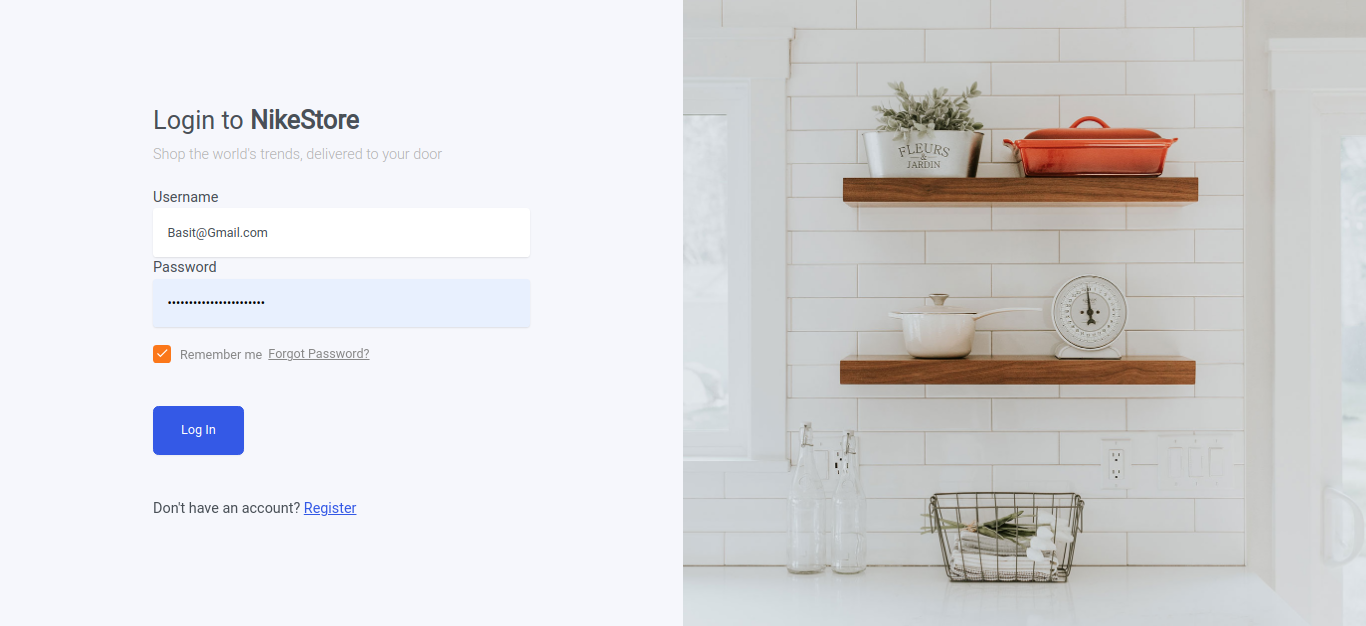 Login to NikeStore
Shop the world's trends, delivered to your door
Username
Basit@Gmail.com
Password
•••••••••••••••••••••••
Remember me Forgot Password?
Log In
Don't have an account? Register
FLEURS
&
JARDIN